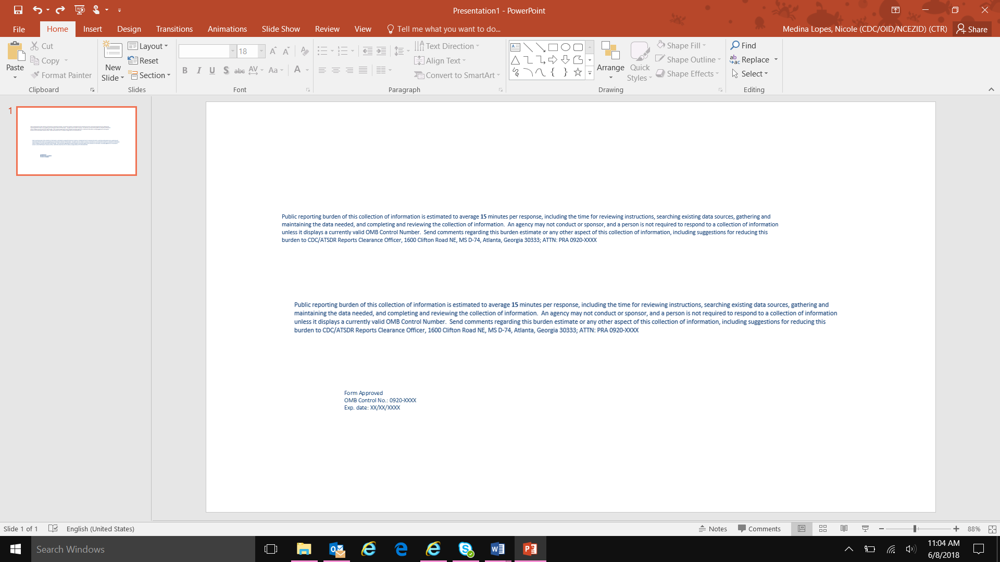 Presentation1 - PowerPoint
File Home Insert Design Transitions Animations Slide Show Review View Tell me what you want to do... Medina Lopes, Nicole (CDC/OID/NCEZID) (CTR) Share
Paste
Cut
Copy
Format Painter
Clipboard
New Slide
Layout
Reset
Section
Slides
18
B I U S abc AV Aa A
Font
Text Direction
Align Text
Convert to SmartArt
Paragraph
Arrange
Quick Styles
Shape Fill
Shape Outline
Shape Effects
Drawing
Find
Replace
Select
Editing
1
Public reporting burden of this collection of information is estimated to average 15 minutes per response, including the time for reviewing instructions, searching existing data sources, gathering and
maintaining the data needed, and completing and reviewing the collection of information. An agency may not conduct or sponsor, and a person is not required to respond to a collection of information
unless it displays a currently valid OMB Control Number. Send comments regarding this burden estimate or any other aspect of this collection of information, including suggestions for reducing this
burden to CDC/ATSDR Reports Clearance Officer, 1600 Clifton Road NE, MS D-74, Atlanta, Georgia 30333; ATTN: PRA 0920-XXXX
Public reporting burden of this collection of information is estimated to average 15 minutes per response, including the time for reviewing instructions, searching existing data sources, gathering and
maintaining the data needed, and completing and reviewing the collection of information. An agency may not conduct or sponsor, and a person is not required to respond to a collection of information
unless it displays a currently valid OMB Control Number. Send comments regarding this burden estimate or any other aspect of this collection of information, including suggestions for reducing this
burden to CDC/ATSDR Reports Clearance Officer, 1600 Clifton Road NE, MS D-74, Atlanta, Georgia 30333; ATTN: PRA 0920-XXXX
Form Approved
OMB Control No.: 0920-XXXX
Exp. date: XX/XX/XXXX
Slide 1 of 1 English (United States) Notes Comments 88%
Search Windows
11:04 AM
6/8/2018